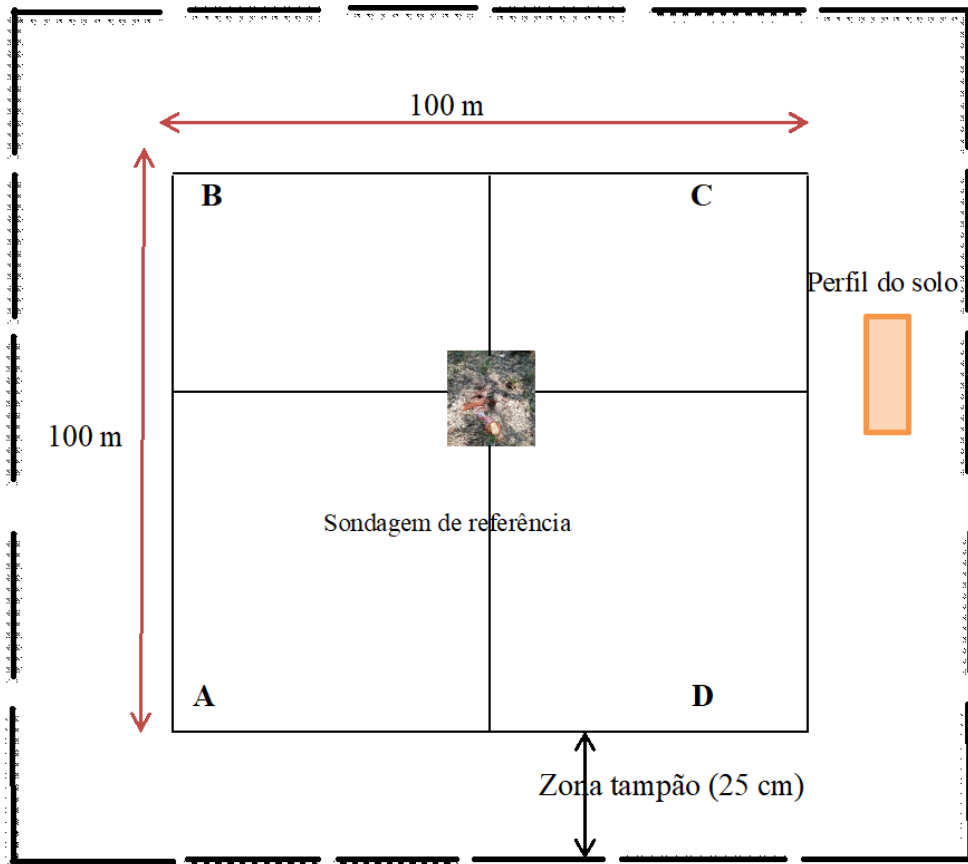 100 m
B
C
Perfil do solo
100 m
Sondagem de referência
A
D
Zona tampão (25 cm)